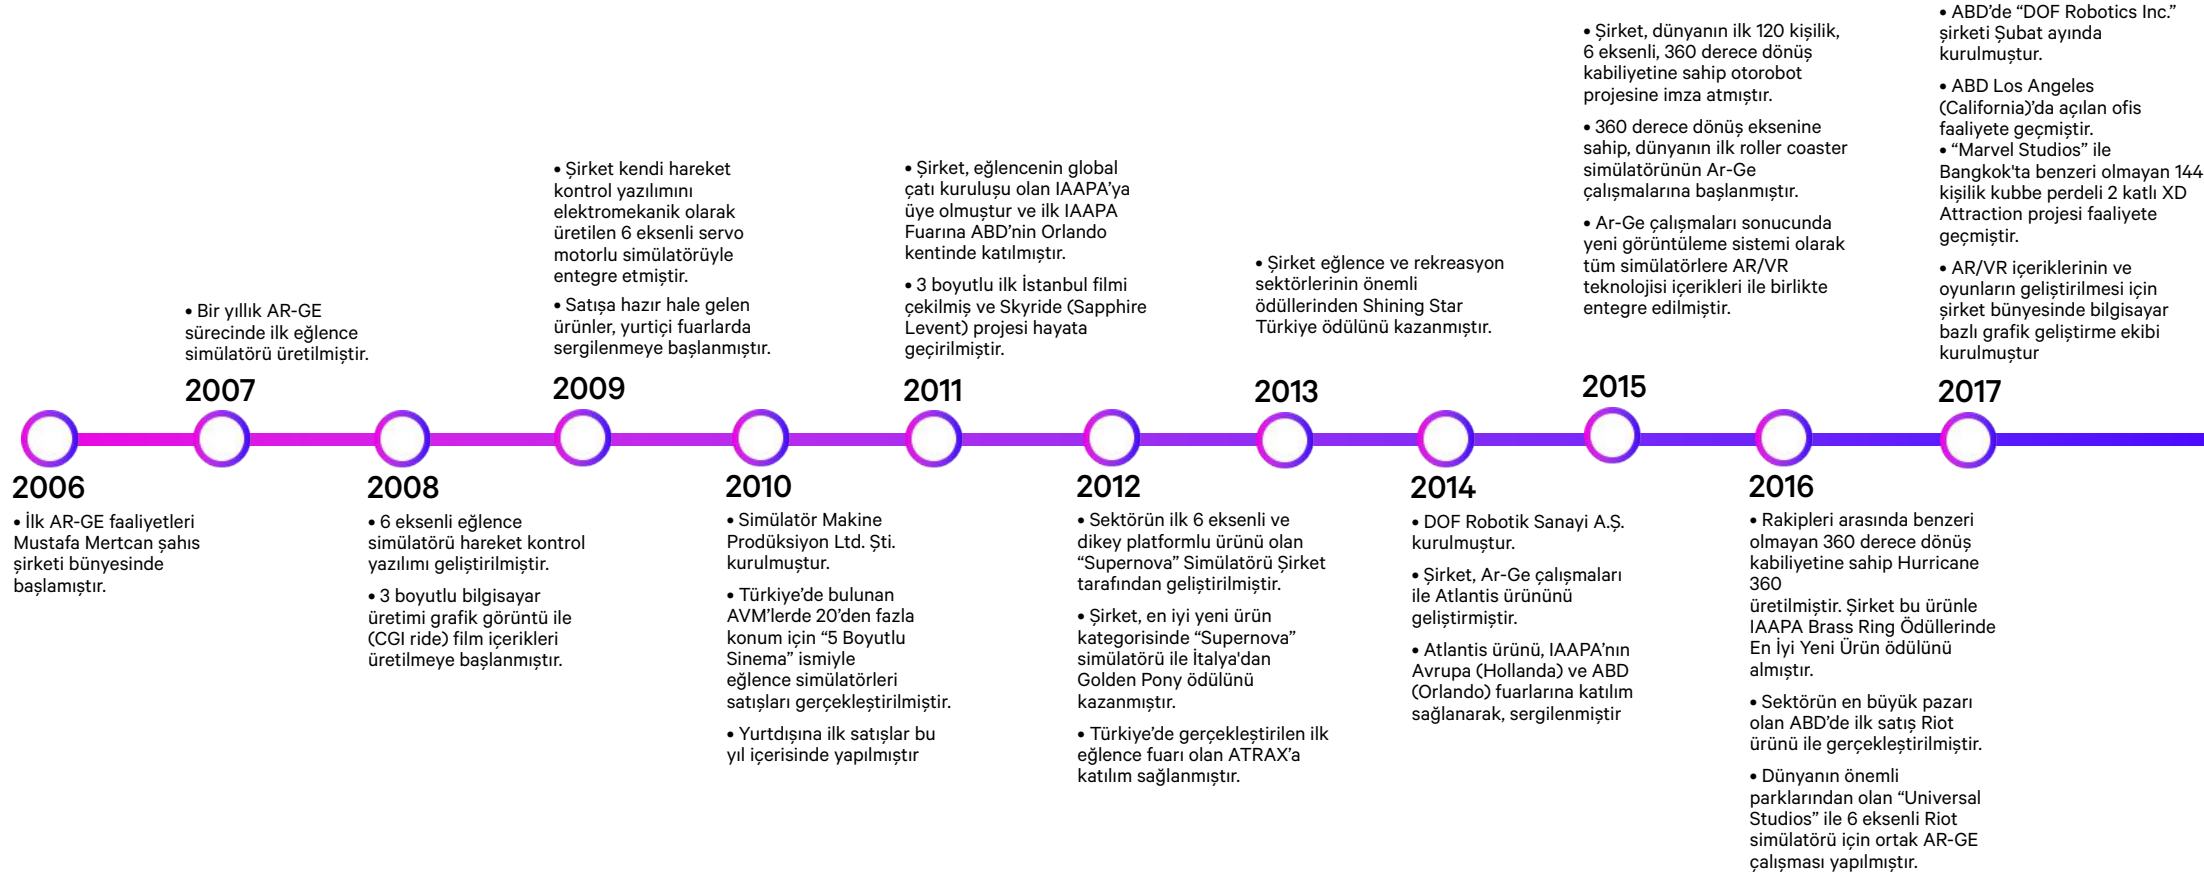 2006
• İlk AR-GE faaliyetleri
Mustafa Mertcan şahıs
şirketi bünyesinde
başlamıştır.
• Bir yıllık AR-GE
sürecinde ilk eğlence
simülatörü üretilmiştir.
2007
2008
• 6 eksenli eğlence
simülatörü hareket kontrol
yazılımı geliştirilmiştir.
• 3 boyutlu bilgisayar
üretimi grafik görüntü ile
(CGI ride) film içerikleri
üretilmeye başlanmıştır.
• Şirket kendi hareket
kontrol yazılımını
elektromekanik olarak
üretilen 6 eksenli servo
motorlu simülatörüyle
entegre etmiştir.
• Satışa hazır hale gelen
ürünler, yurtiçi fuarlarda
sergilenmeye başlanmıştır.
2009
2010
• Simülatör Makine
Prodüksiyon Ltd. Şti.
kurulmuştur.
• Türkiye’de bulunan
AVM’lerde 20’den fazla
konum için “5 Boyutlu
Sinema” ismiyle
eğlence simülatörleri
satışları gerçekleştirilmiştir.
• Yurtdışına ilk satışlar bu
yıl içerisinde yapılmıştır
• Şirket, eğlencenin global
çatı kuruluşu olan IAAPA’ya
üye olmuştur ve ilk IAAPA
Fuarına ABD’nin Orlando
kentinde katılmıştır.
• 3 boyutlu ilk İstanbul filmi
çekilmiş ve Skyride (Sapphire
Levent) projesi hayata
geçirilmiştir.
2011
2012
• Sektörün ilk 6 eksenli ve
dikey platformlu ürünü olan
“Supernova” Simülatörü Şirket
tarafından geliştirilmiştir.
• Şirket, en iyi yeni ürün
kategorisinde “Supernova”
simülatörü ile İtalya'dan
Golden Pony ödülünü
kazanmıştır.
• Türkiye’de gerçekleştirilen ilk
eğlence fuarı olan ATRAX’a
katılım sağlanmıştır.
• Şirket eğlence ve rekreasyon
sektörlerinin önemli
ödüllerinden Shining Star
Türkiye ödülünü kazanmıştır.
2013
2014
• DOF Robotik Sanayi A.Ş.
kurulmuştur.
• Şirket, Ar-Ge çalışmaları
ile Atlantis ürününü
geliştirmiştir.
• Atlantis ürünü, IAAPA’nın
Avrupa (Hollanda) ve ABD
(Orlando) fuarlarına katılım
sağlanarak, sergilenmiştir
• Şirket, dünyanın ilk 120 kişilik,
6 eksenli, 360 derece dönüş
kabiliyetine sahip otorobot
projesine imza atmıştır.
• 360 derece dönüş eksenine
sahip, dünyanın ilk roller coaster
simülatörünün Ar-Ge
çalışmalarına başlanmıştır.
• Ar-Ge çalışmaları sonucunda
yeni görüntüleme sistemi olarak
tüm simülatörlere AR/VR
teknolojisi içerikleri ile birlikte
entegre edilmiştir.
2015
2016
• Rakipleri arasında benzeri
olmayan 360 derece dönüş
kabiliyetine sahip Hurricane
360
üretilmiştir. Şirket bu ürünle
IAAPA Brass Ring Ödüllerinde
En İyi Yeni Ürün ödülünü
almıştır.
• Sektörün en büyük pazarı
olan ABD’de ilk satış Riot
ürünü ile gerçekleştirilmiştir.
• Dünyanın önemli
parklarından olan “Universal
Studios” ile 6 eksenli Riot
simülatörü için ortak AR-GE
çalışması yapılmıştır.
• ABD’de “DOF Robotics Inc.”
şirketi Şubat ayında
kurulmuştur.
• ABD Los Angeles
(California)’da açılan ofis
faaliyete geçmiştir.
• “Marvel Studios” ile
Bangkok'ta benzeri olmayan 144
kişilik kubbe perdeli 2 katlı XD
Attraction projesi faaliyete
geçmiştir.
• AR/VR içeriklerinin ve
oyunların geliştirilmesi için
şirket bünyesinde bilgisayar
bazlı grafik geliştirme ekibi
kurulmuştur
2017